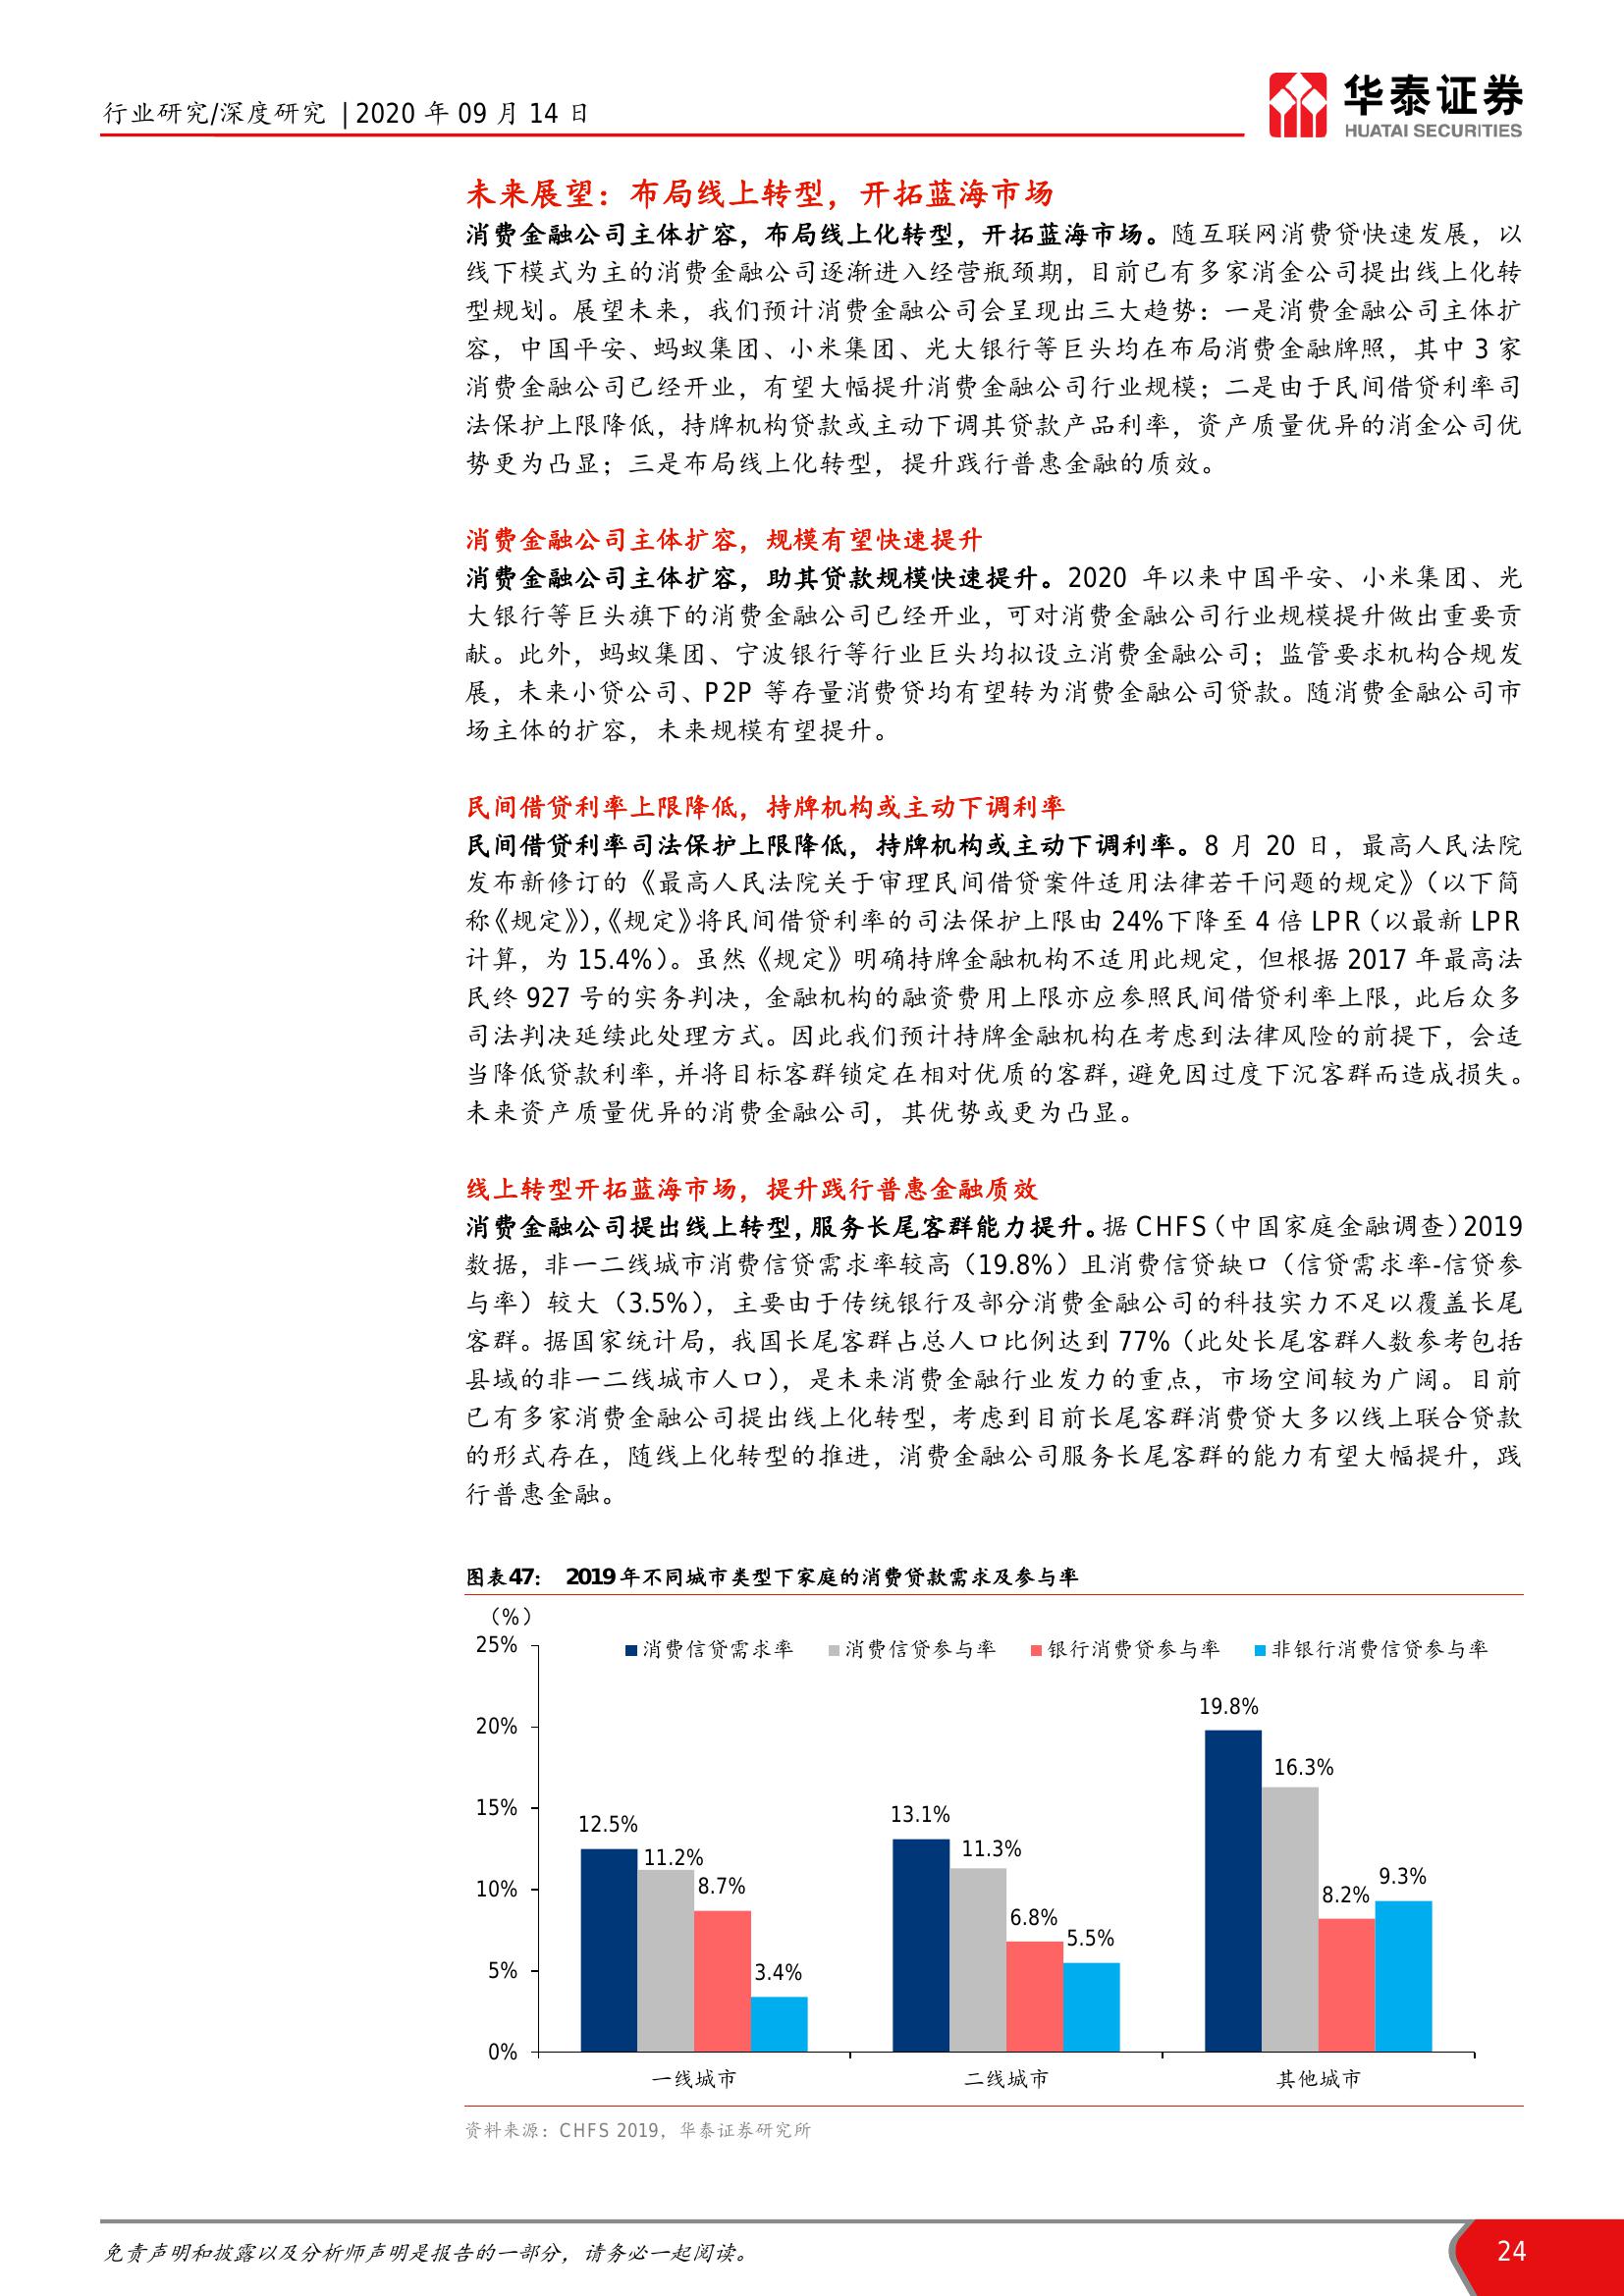 行业研究/深度研究 | 2020 年 09 月 14 日
华泰证券
HUATAI SECURITIES
未来展望：布局线上转型，开拓蓝海市场
消费金融公司主体扩容，布局线上化转型，开拓蓝海市场。随互联网消费贷快速发展，以
线下模式为主的消费金融公司逐渐进入经营瓶颈期，目前已有多家消金公司提出线上化转
型规划。展望未来，我们预计消费金融公司会呈现出三大趋势：一是消费金融公司主体扩
容，中国平安、蚂蚁集团、小米集团、光大银行等巨头均在布局消费金融牌照，其中 3 家
消费金融公司已经开业，有望大幅提升消费金融公司行业规模；二是由于民间借贷利率司
法保护上限降低，持牌机构贷款或主动下调其贷款产品利率，资产质量优异的消金公司优
势更为凸显；三是布局线上化转型，提升践行普惠金融的质效。
消费金融公司主体扩容，规模有望快速提升
消费金融公司主体扩容，助其贷款规模快速提升。2020 年以来中国平安、小米集团、光
大银行等巨头旗下的消费金融公司已经开业，可对消费金融公司行业规模提升做出重要贡
献。此外，蚂蚁集团、宁波银行等行业巨头均拟设立消费金融公司；监管要求机构合规发
展，未来小贷公司、P2P 等存量消费贷均有望转为消费金融公司贷款。随消费金融公司市
场主体的扩容，未来规模有望提升。
民间借贷利率上限降低，持牌机构或主动下调利率
民间借贷利率司法保护上限降低，持牌机构或主动下调利率。8 月 20 日，最高人民法院
发布新修订的《最高人民法院关于审理民间借贷案件适用法律若干问题的规定》（以下简
称《规定》），《规定》将民间借贷利率的司法保护上限由 24%下降至 4 倍 LPR（以最新 LPR
计算，为 15.4%）。虽然《规定》明确持牌金融机构不适用此规定，但根据 2017 年最高法
民终 927 号的实务判决，金融机构的融资费用上限亦应参照民间借贷利率上限，此后众多
司法判决延续此处理方式。因此我们预计持牌金融机构在考虑到法律风险的前提下，会适
当降低贷款利率，并将目标客群锁定在相对优质的客群，避免因过度下沉客群而造成损失。
未来资产质量优异的消费金融公司，其优势或更为凸显。
线上转型开拓蓝海市场，提升践行普惠金融质效
消费金融公司提出线上转型，服务长尾客群能力提升。据 CHFS（中国家庭金融调查）2019
数据，非一二线城市消费信贷需求率较高（19.8%）且消费信贷缺口（信贷需求率-信贷参
与率）较大（3.5%），主要由于传统银行及部分消费金融公司的科技实力不足以覆盖长尾
客群。据国家统计局，我国长尾客群占总人口比例达到 77%（此处长尾客群人数参考包括
县域的非一二线城市人口），是未来消费金融行业发力的重点，市场空间较为广阔。目前
已有多家消费金融公司提出线上化转型，考虑到目前长尾客群消费贷大多以线上联合贷款
的形式存在，随线上化转型的推进，消费金融公司服务长尾客群的能力有望大幅提升，践
行普惠金融。
图表47： 2019 年不同城市类型下家庭的消费贷款需求及参与率
（%）
25% 消费信贷需求率 消费信贷参与率 银行消费贷参与率 非银行消费信贷参与率
20%
15%
10%
5%
0%
12.5% 11.2% 8.7% 3.4%
13.1% 11.3% 6.8% 5.5%
19.8% 16.3% 8.2% 9.3%
一线城市 二线城市 其他城市
资料来源：CHFS 2019，华泰证券研究所
免责声明和披露以及分析师声明是报告的一部分，请务必一起阅读。
24